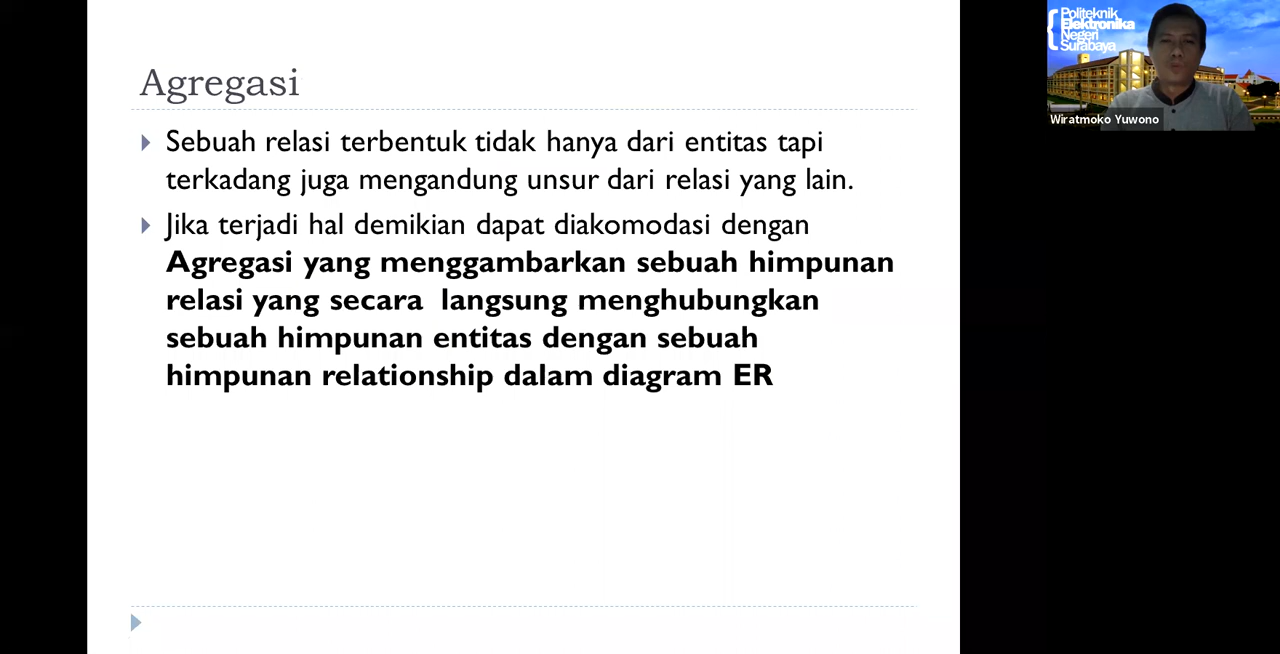 Agregasi
Sebuah relasi terbentuk tidak hanya dari entitas tapi
terkadang juga mengandung unsur dari relasi yang lain.
Jika terjadi hal demikian dapat diakomodasi dengan
Agregasi yang menggambarkan sebuah himpunan
relasi yang secara  langsung menghubungkan
sebuah himpunan entitas dengan sebuah
himpunan relationship dalam diagram ER
Politeknik
Elektronika
Negeri
Surabaya
Wiratmoko Yuwono